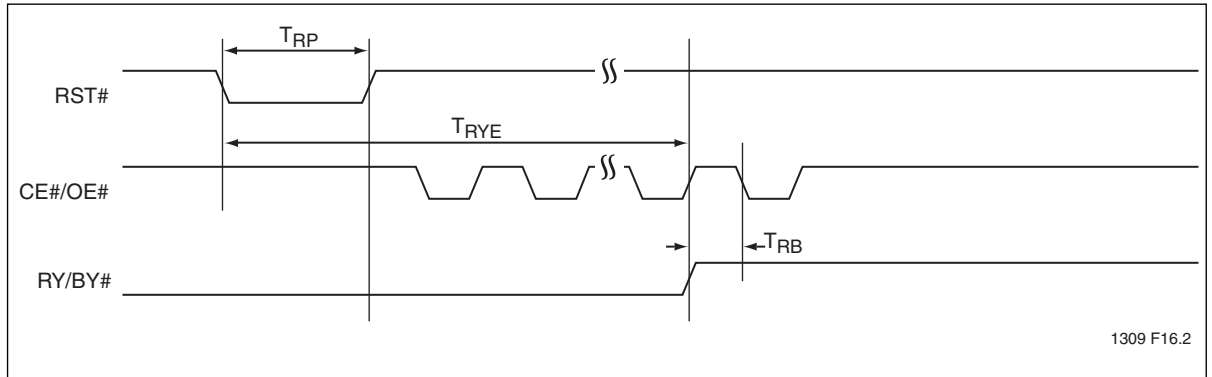 TRP
RST#
TRYE
CE#/OE#
TRB
RY/BY#
1309 F16.2